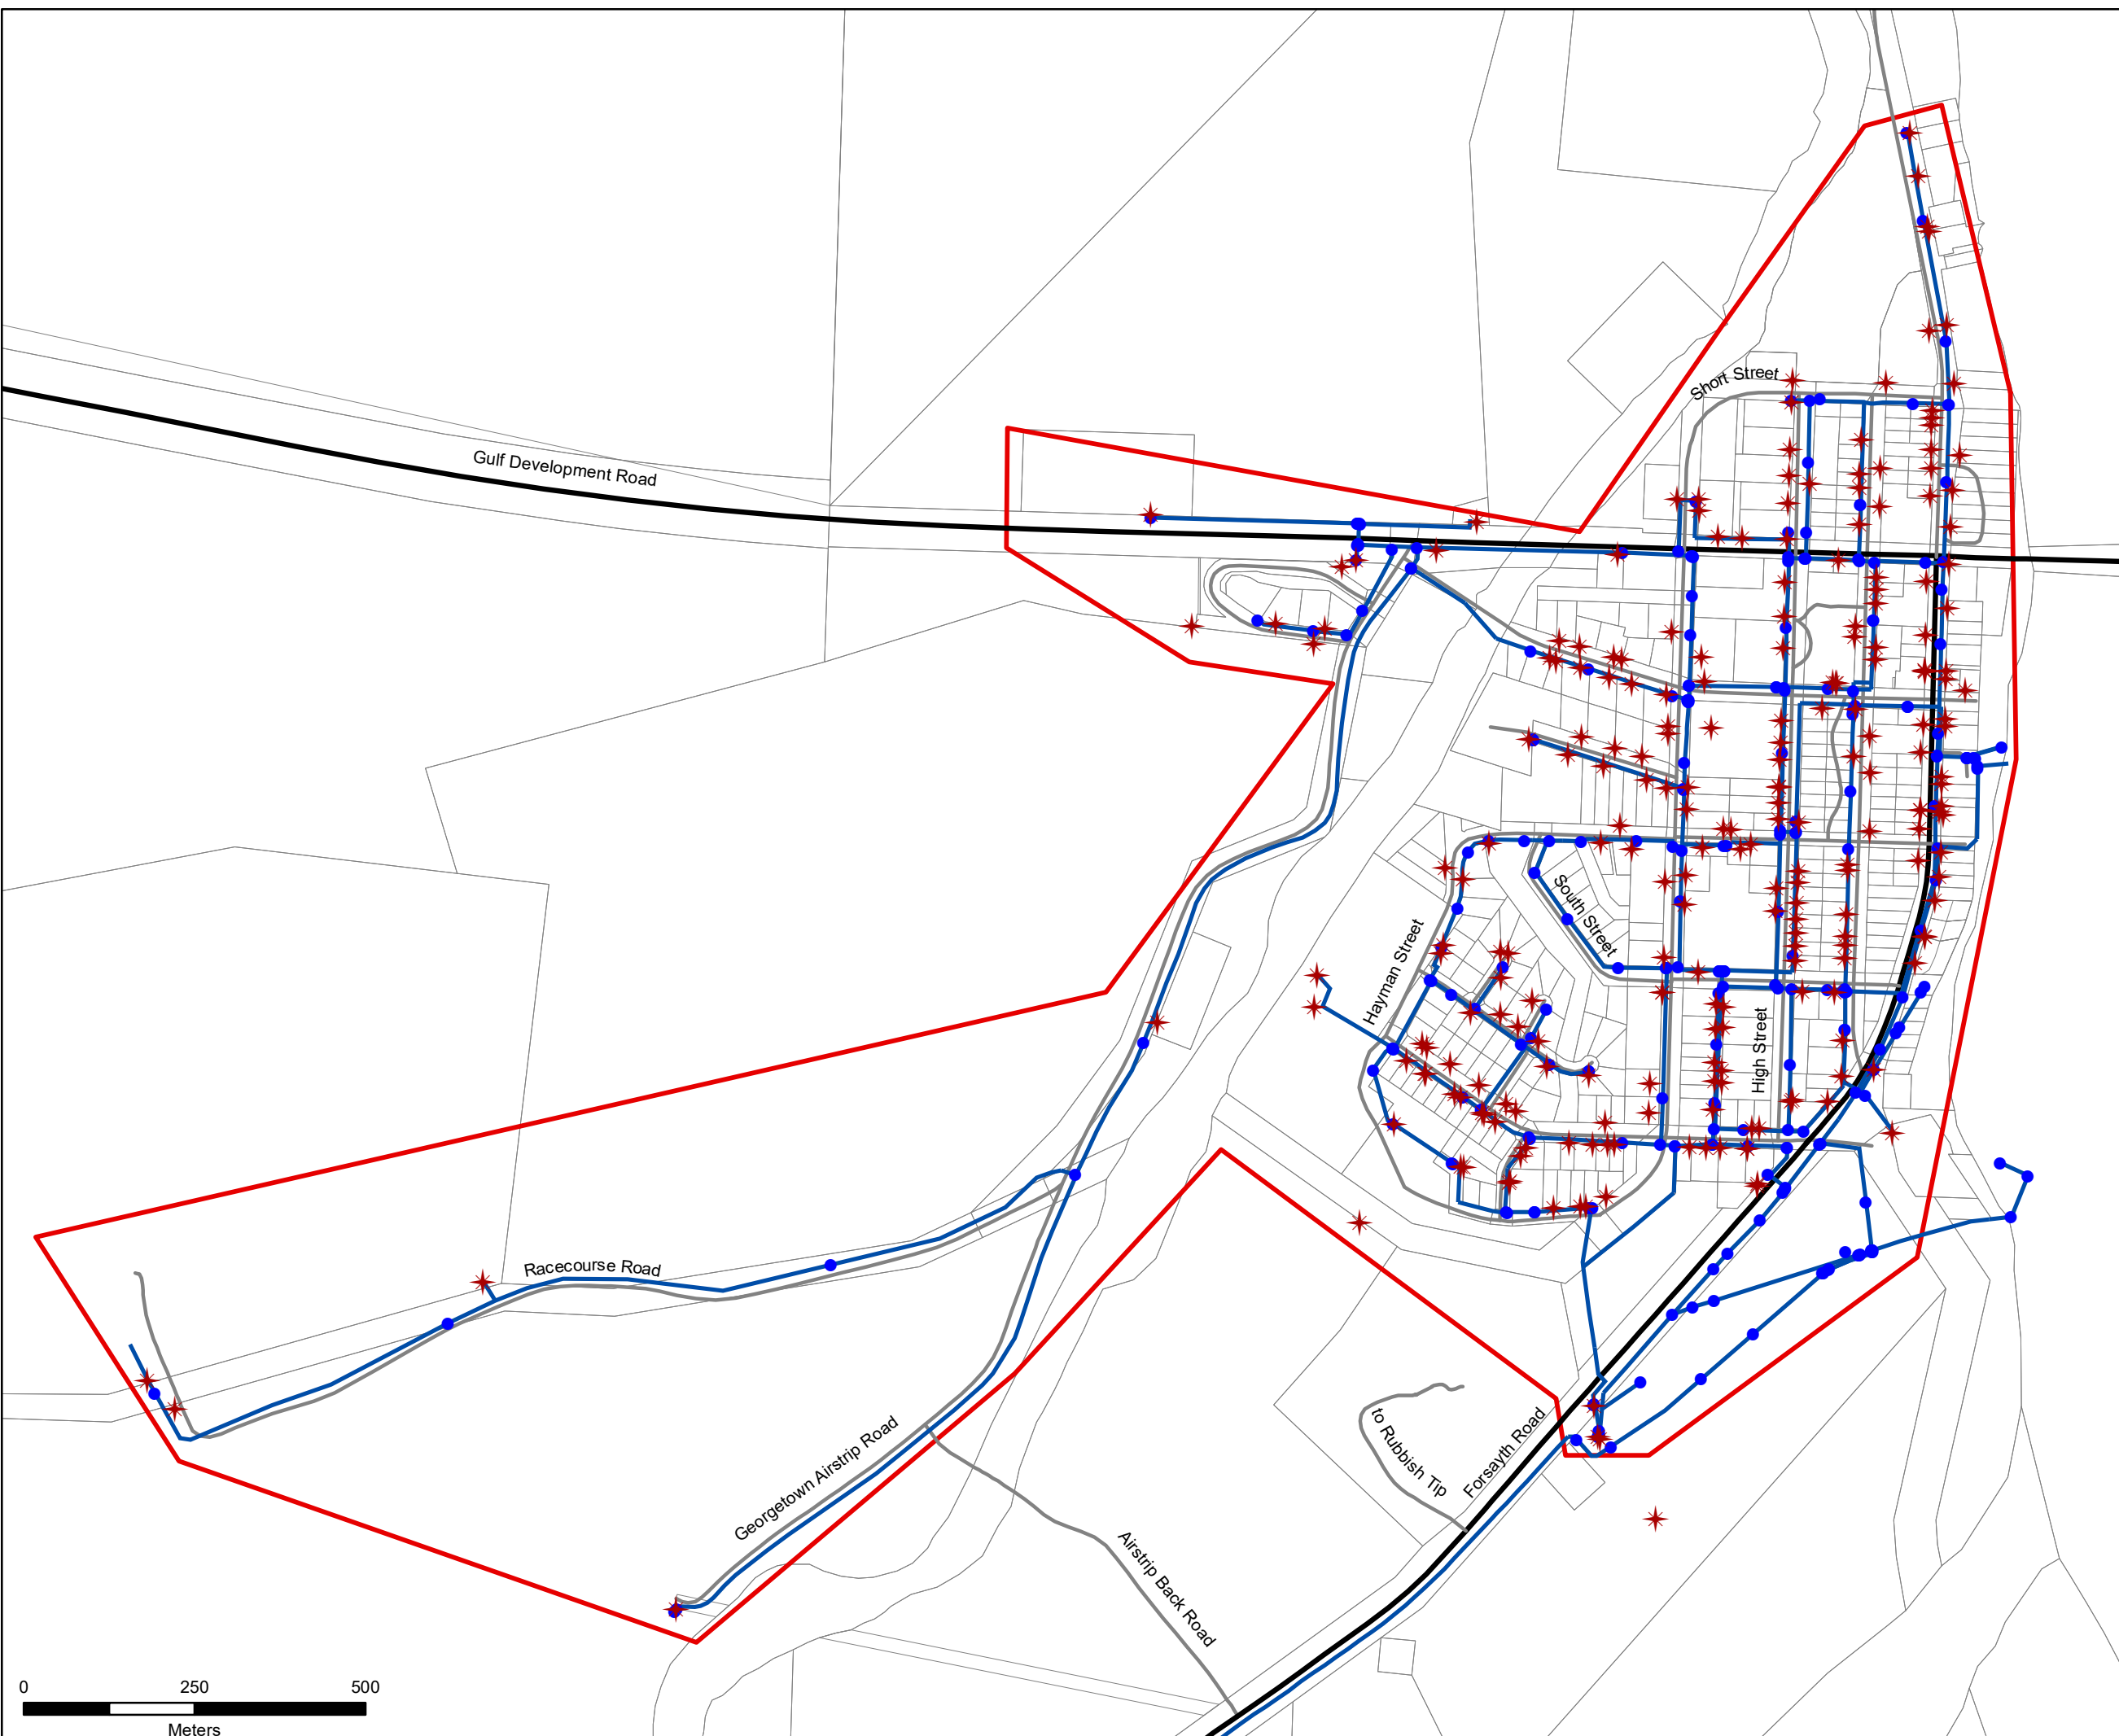 Short Street
Gulf Development Road
South Street
Hayman Street
High Street
Racecourse Road
to Rubbish Tip
Forsayth Road
Georgetown Airstrip Road
Airstrip Back Road
0 250 500
Meters